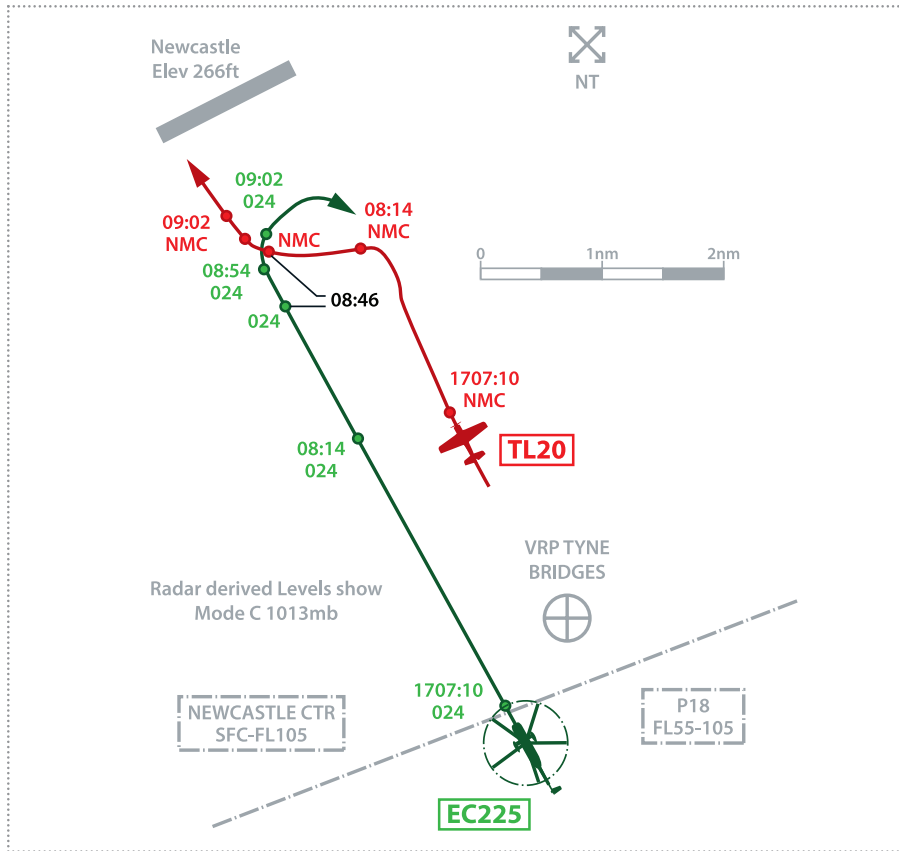 Newcastle
Elev 266ft
NT
09:02
024
08:14
NMC
09:02
NMC
NMC
0 1nm 2nm
08:54
024
08:46
024
1707:10
NMC
TL20
08:14
024
VRP TYNE
BRIDGES
Radar derived Levels show
Mode C 1013mb
1707:10
024
NEWCASTLE CTR
SFC-FL105
P18
FL55-105
EC225